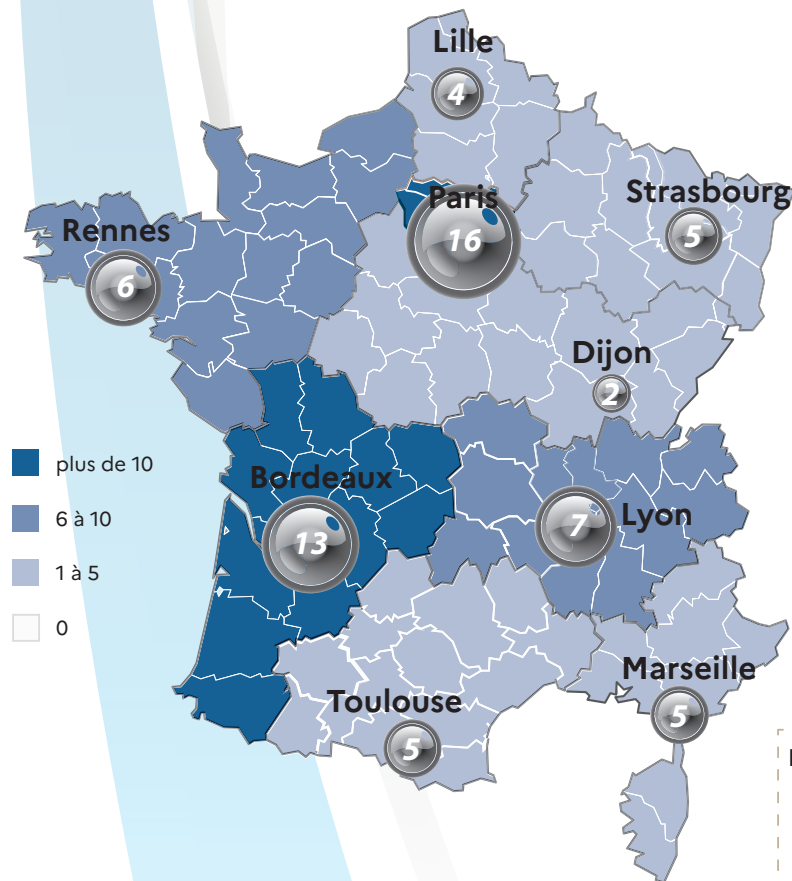 Lille
4
Paris
16
Strasbourg
5
Rennes
6
Dijon
2
plus de 10
6 à 10
1 à 5
0
Bordeaux
13
7
Lyon
Toulouse
5
Marseille
5